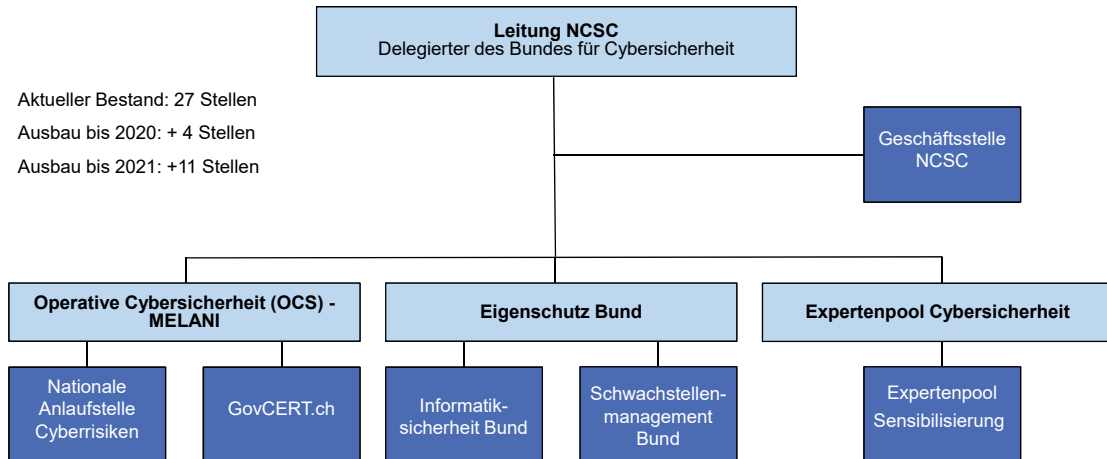 Leitung NCSC
Delegierter des Bundes für Cybersicherheit
Aktueller Bestand: 27 Stellen
Ausbau bis 2020: + 4 Stellen
Ausbau bis 2021: +11 Stellen
Geschäftsstelle
NCSC
Operative Cybersicherheit (OCS) -
MELANI
Eigenschutz Bund
Expertenpool Cybersicherheit
Nationale
Anlaufstelle
Cyberrisiken
GovCERT.ch
Informatik-
sicherheit Bund
Schwachstellen-
management
Bund
Expertenpool
Sensibilisierung